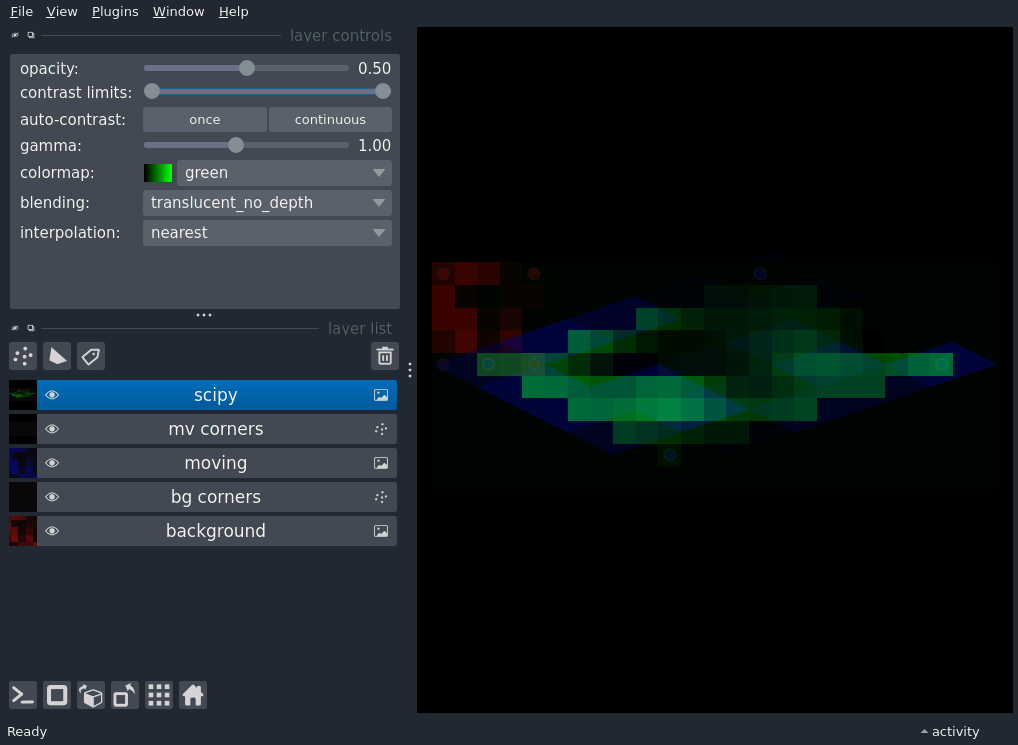 File View Plugins Window Help
layer controls
opacity: 0.50
contrast limits:
auto-contrast: once continuous
gamma: 1.00
colormap: green
blending: translucent_no_depth
interpolation: nearest
layer list
scipy
mv corners
moving
bg corners
background
Ready activity